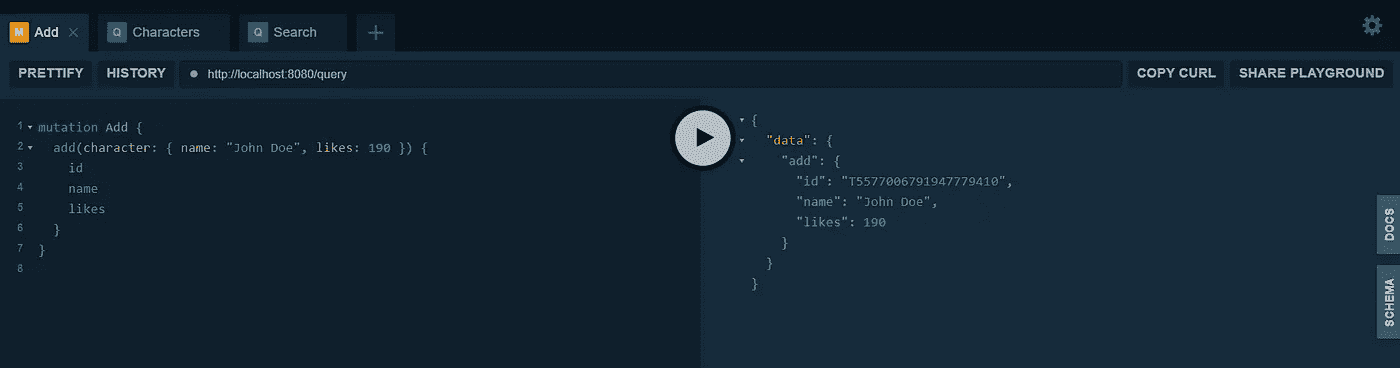 M Add × Q Characters Q Search +
PRETTIFY HISTORY http://localhost:8080/query COPY CURL SHARE PLAYGROUND
1 mutation Add {
2 add(character: { name: "John Doe", likes: 190 }) {
3 id
4 name
5 likes
6 }
7 }
8
{
"data": {
"add": {
"id": "T5577006791947779410",
"name": "John Doe",
"likes": 190
}
}
}
DOCS
SCHEMA